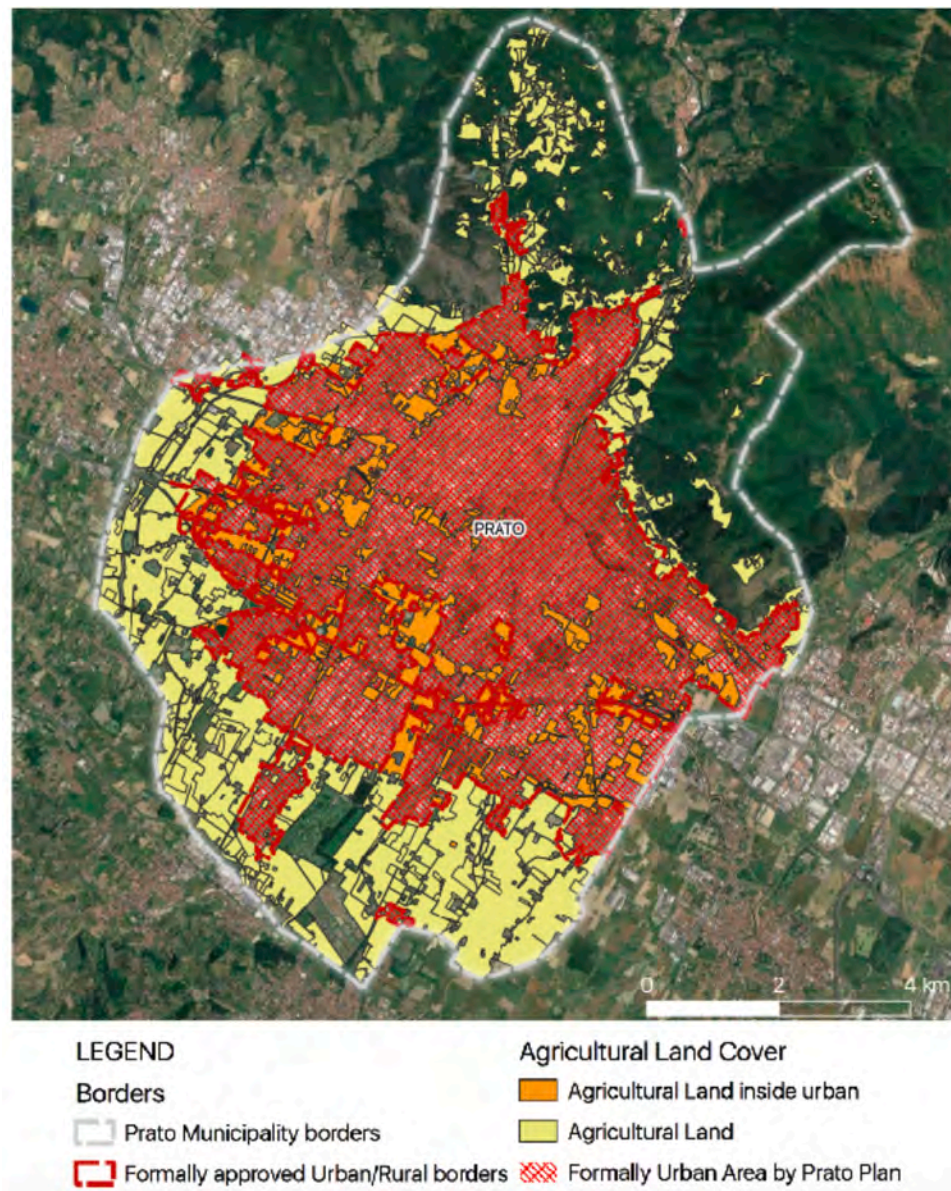 PRATO
0 2 4 km
LEGEND
Borders
Prato Municipality borders
Formally approved Urban/Rural borders
Agricultural Land Cover
Agricultural Land inside urban
Agricultural Land
Formally Urban Area by Prato Plan